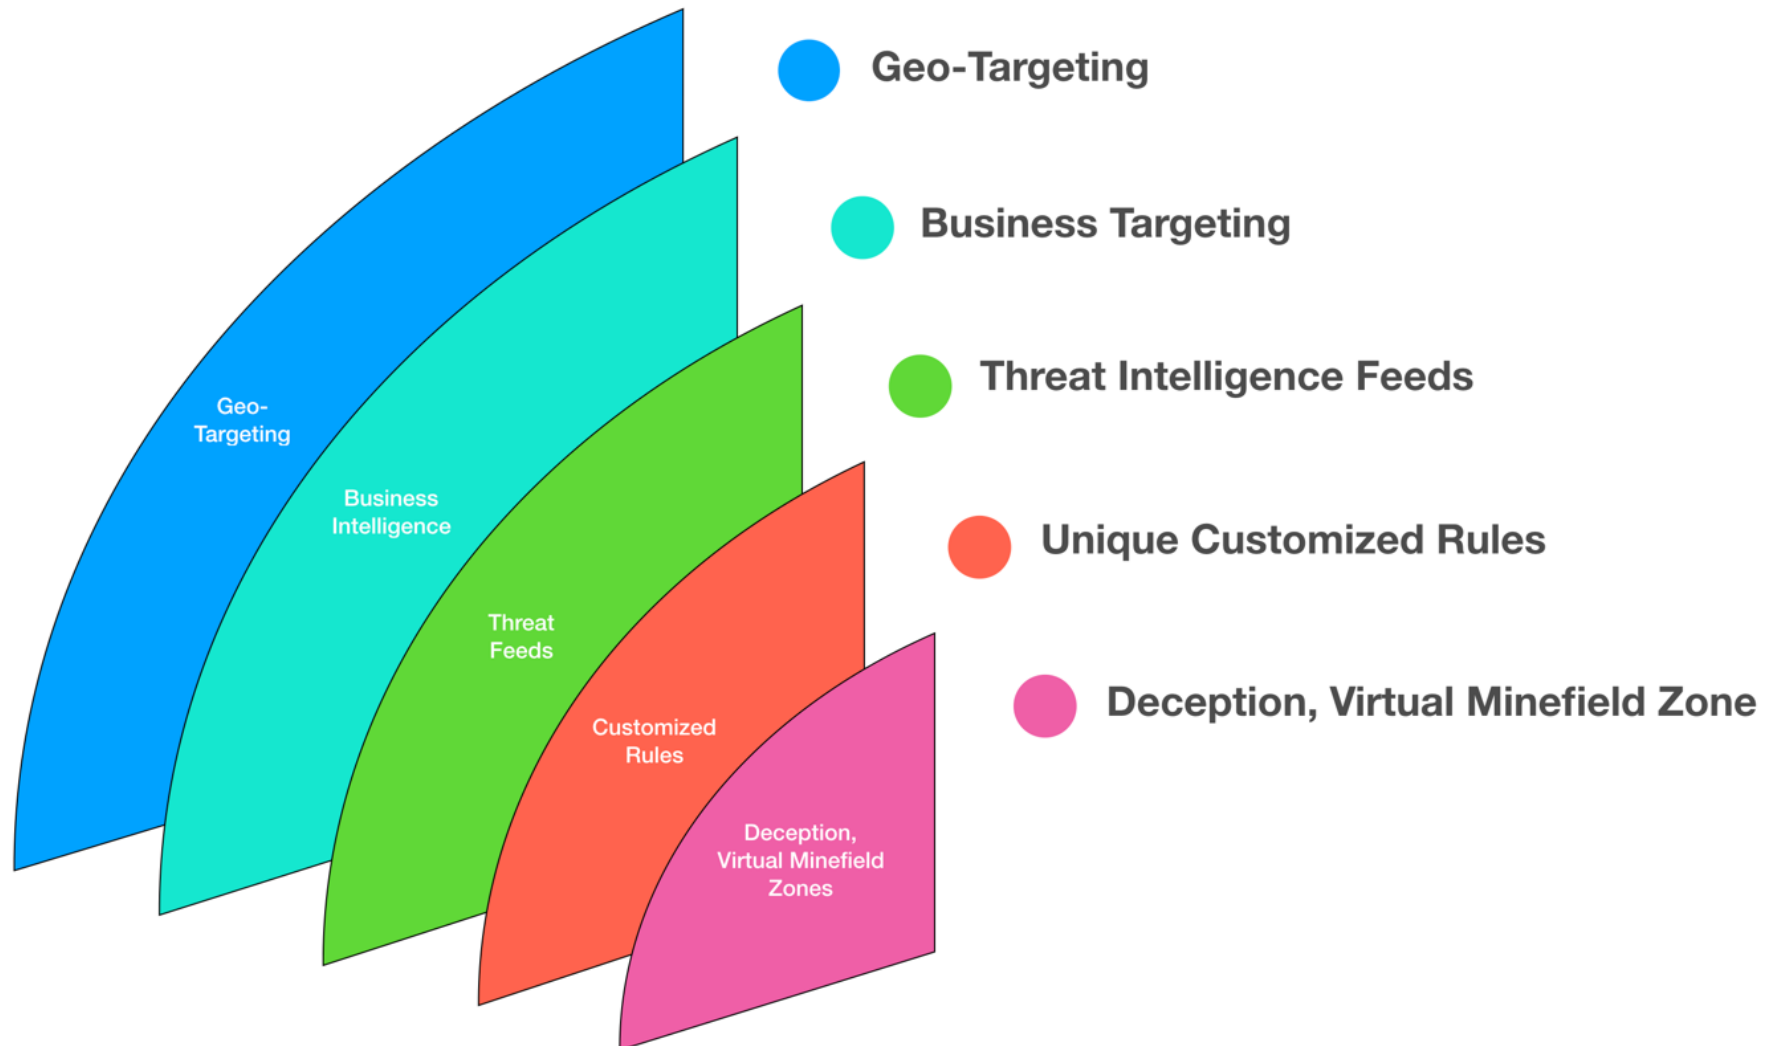 Geo-Targeting
Business Targeting
Threat Intelligence Feeds
Unique Customized Rules
Deception, Virtual Minefield Zone
Geo-
Targeting
Business
Intelligence
Threat
Feeds
Customized
Rules
Deception,
Virtual Minefield
Zones